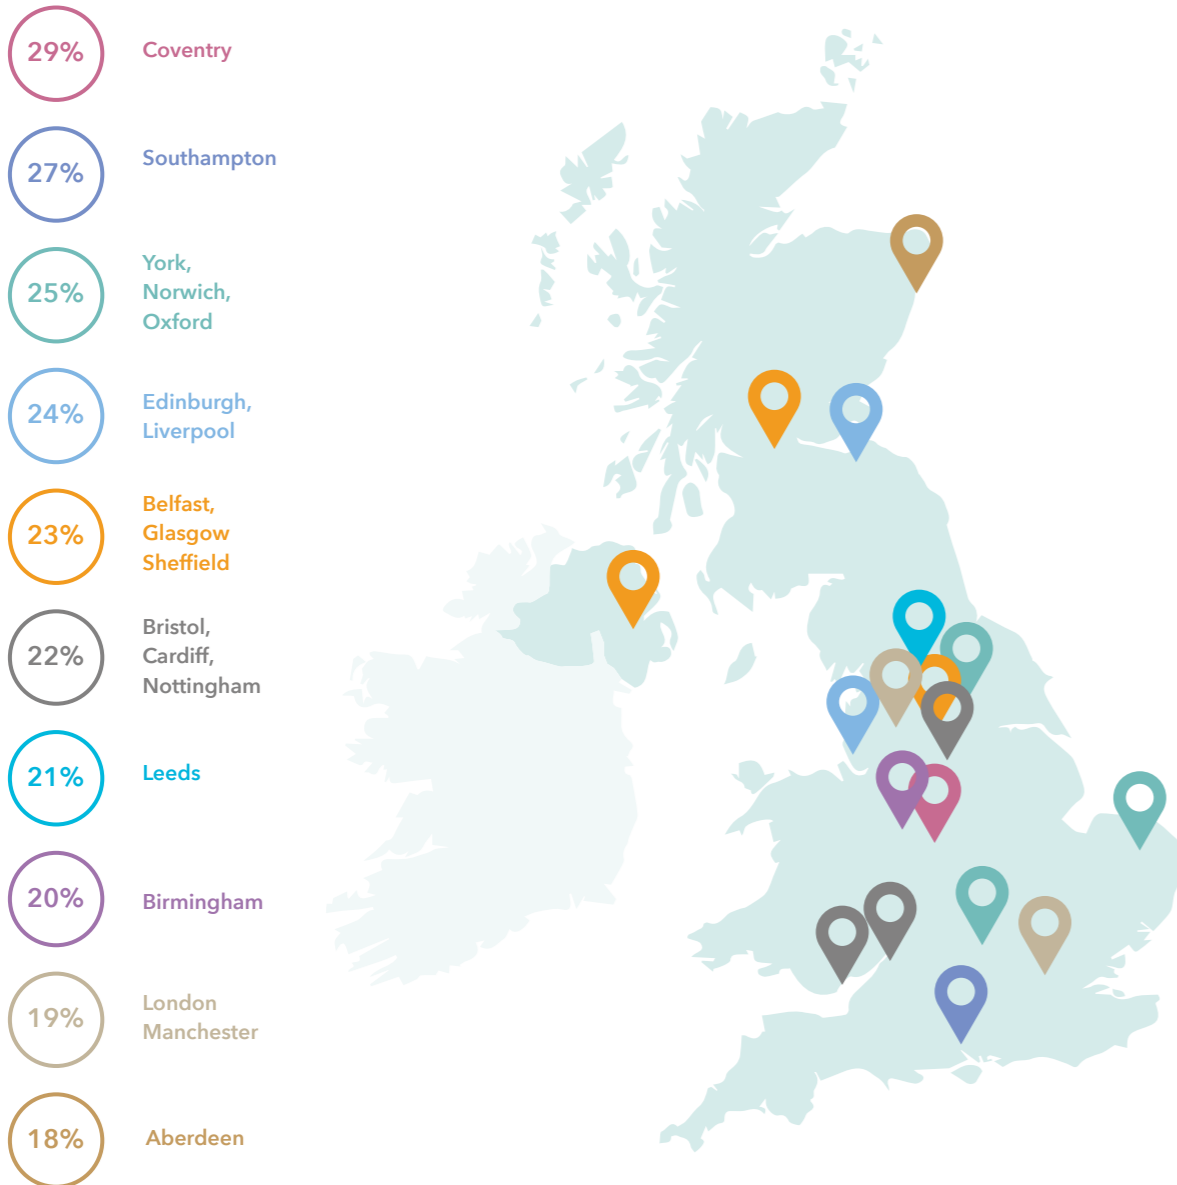 29%
Coventry
27%
Southampton
25%
York,
Norwich,
Oxford
24%
Edinburgh,
Liverpool
23%
Belfast,
Glasgow
Sheffield
22%
Bristol,
Cardiff,
Nottingham
21%
Leeds
20%
Birmingham
19%
London
Manchester
18%
Aberdeen